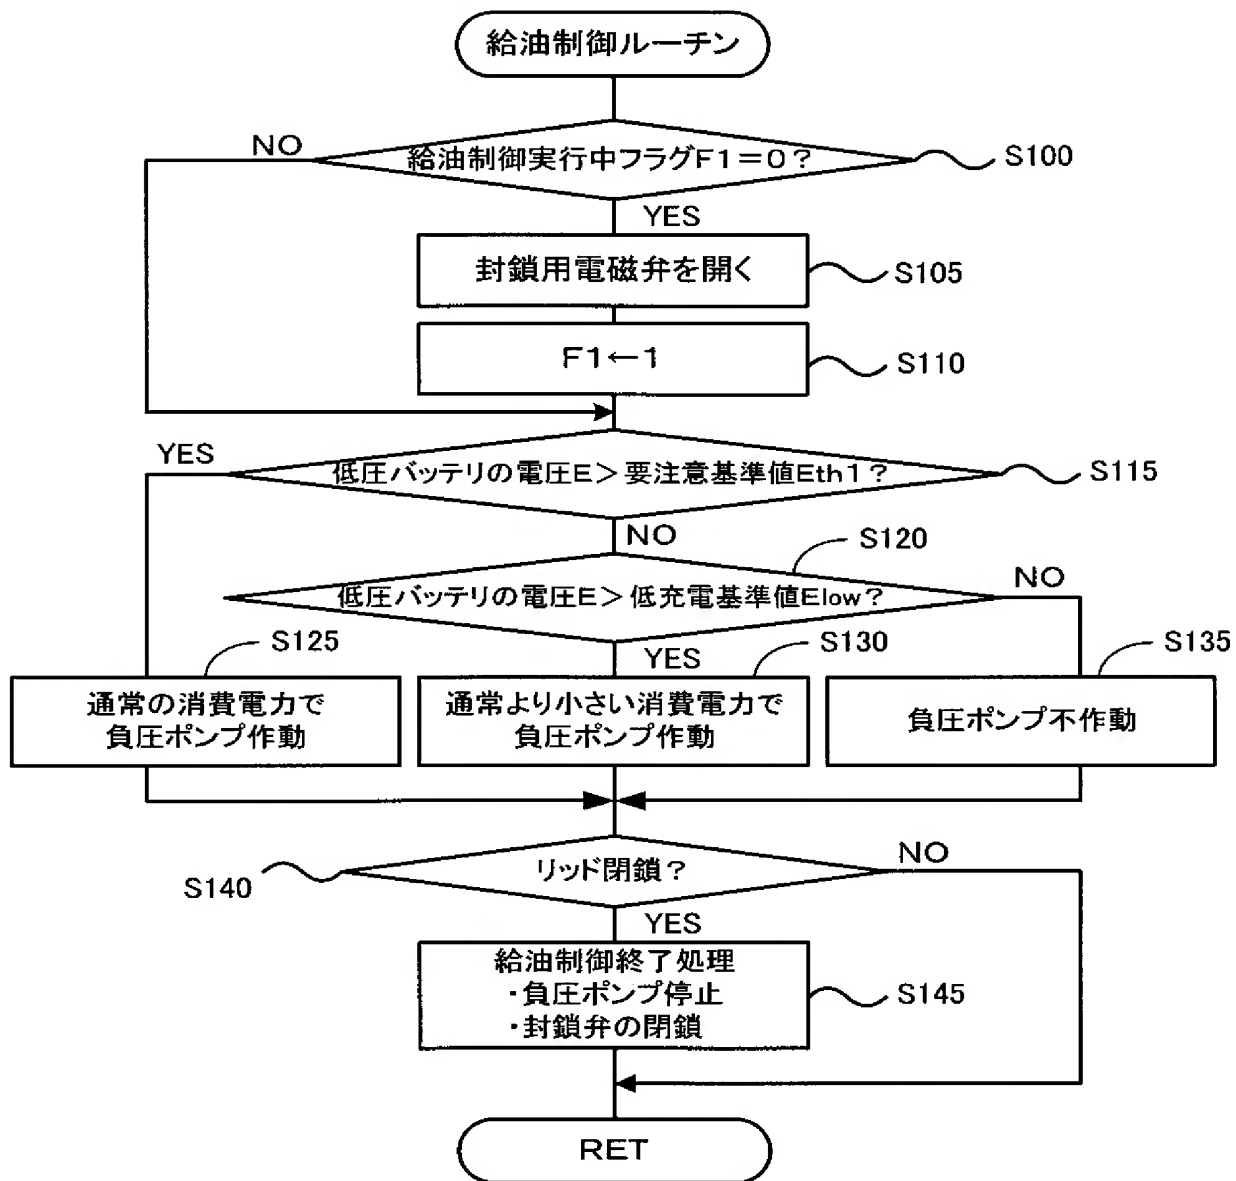 給油制御ルーチン
NO
給油制御実行中フラグF1=0?
S100
YES
封鎖用電磁弁を開く
S105
F1←1
S110
YES
低圧バッテリの電圧E>要注意基準値Eth1?
S115
NO
S120
低圧バッテリの電圧E>低充電基準値Elow?
NO
S125
YES
S130
S135
通常の消費電力で
負圧ポンプ作動
通常より小さい消費電力で
負圧ポンプ作動
負圧ポンプ不作動
リッド閉鎖?
NO
S140
YES
給油制御終了処理
・負圧ポンプ停止
・封鎖弁の閉鎖
S145
RET